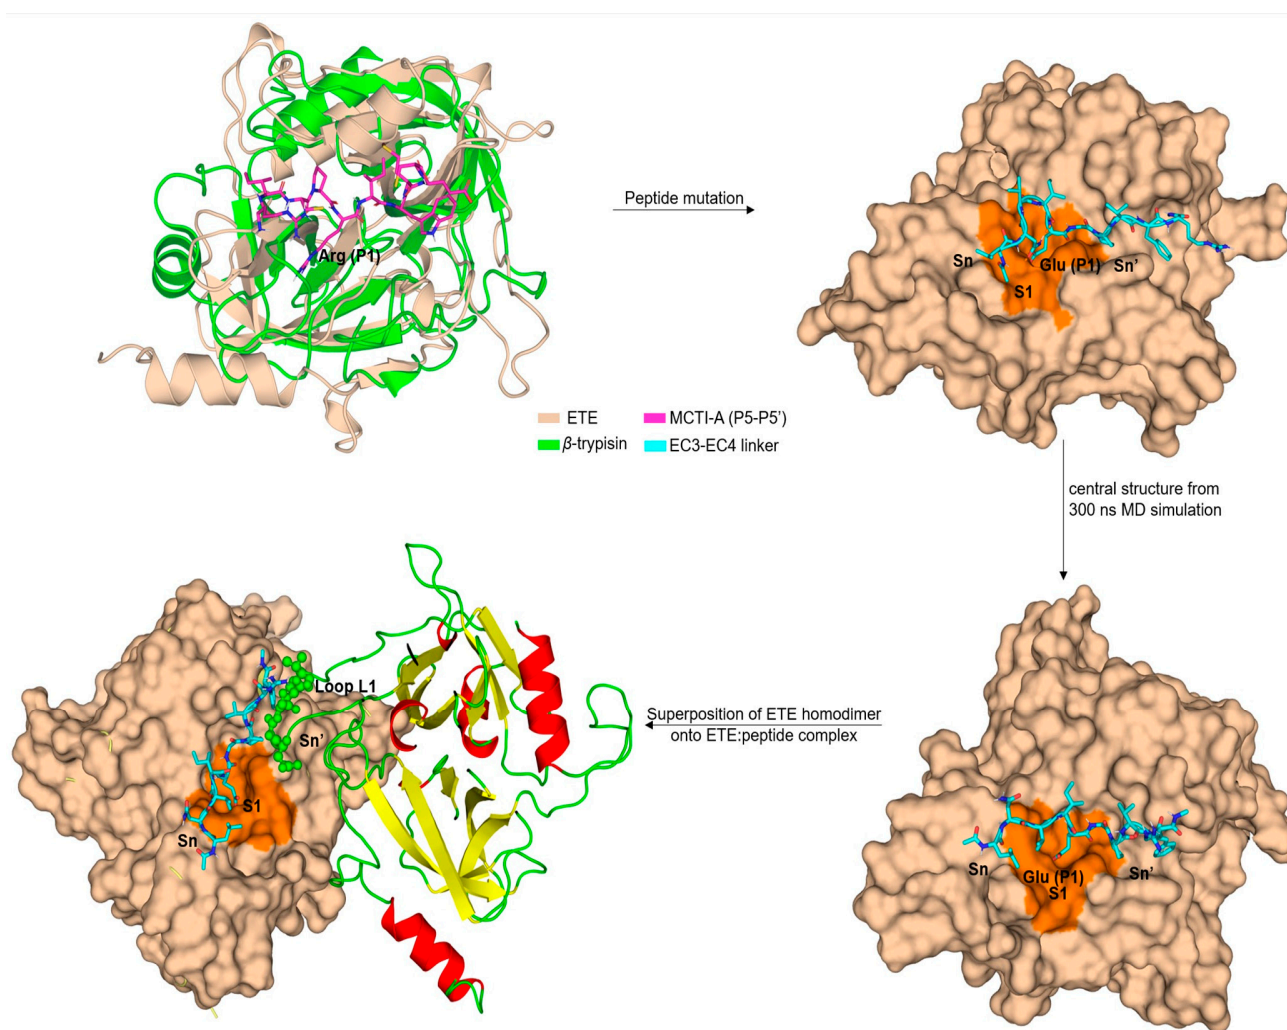 Arg (P1)
Peptide mutation
Sn
Glu (P1)
Sn’
S1
ETE
MCTI-A (P5-P5’)
β-trypisin
EC3-EC4 linker
central structure from
300 ns MD simulation
Loop L1
Sn’
S1
Sn
Superposition of ETE homodimer
onto ETE:peptide complex
Sn
Glu (P1)
S1
Sn’